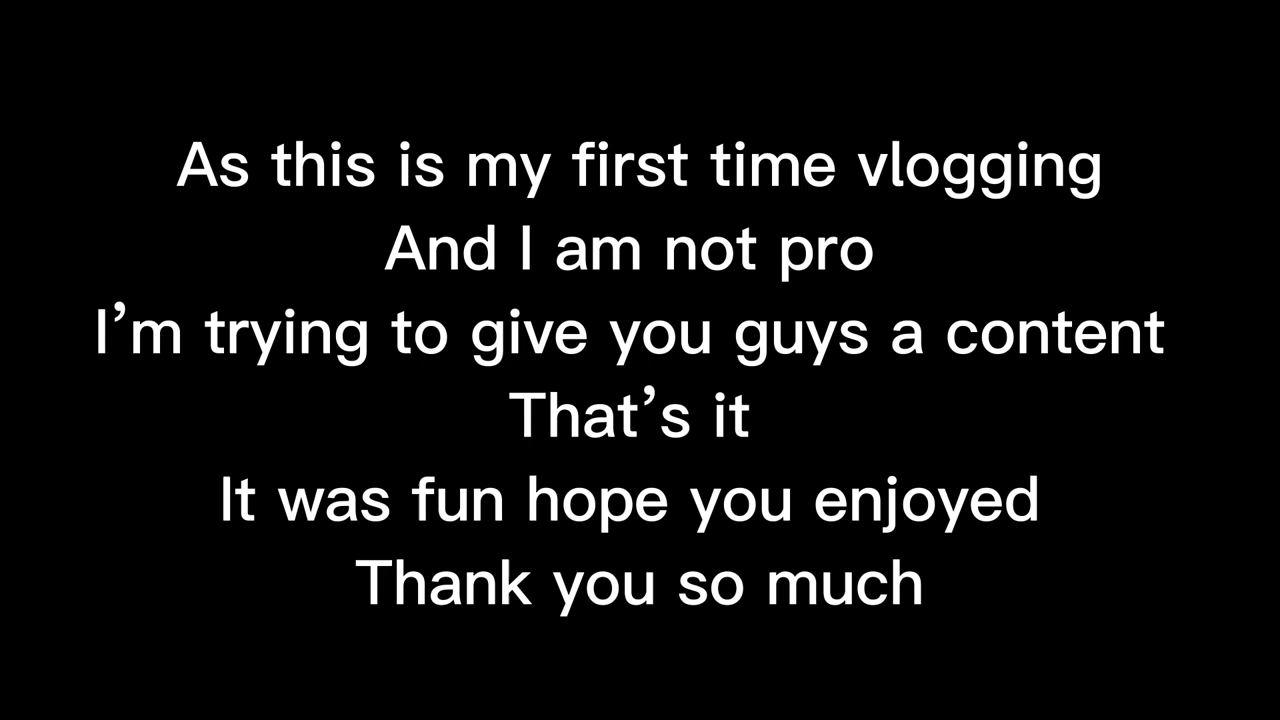 As this is my first time vlogging
And I am not pro
I’m trying to give you guys a content
That’s it
It was fun hope you enjoyed
Thank you so much